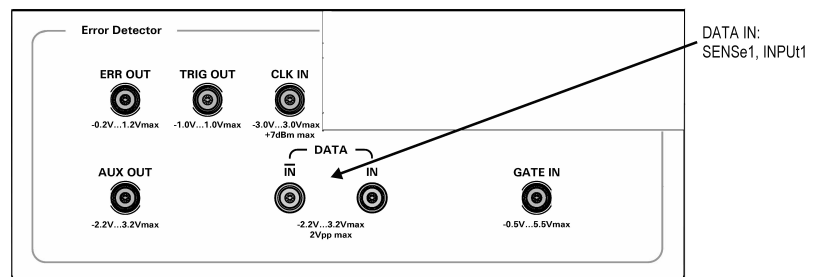 Error Detector
DATA IN:
SENSe1, INPUt1
ERR OUT
TRIG OUT
CLK IN
-0.2V...1.2Vmax
-1.0V...1.0Vmax
-3.0V...3.0Vmax
+7dBm max
DATA
AUX OUT
I̅N̅
IN
GATE IN
-2.2V...3.2Vmax
-2.2V...3.2Vmax
2Vpp max
-0.5V...5.5Vmax